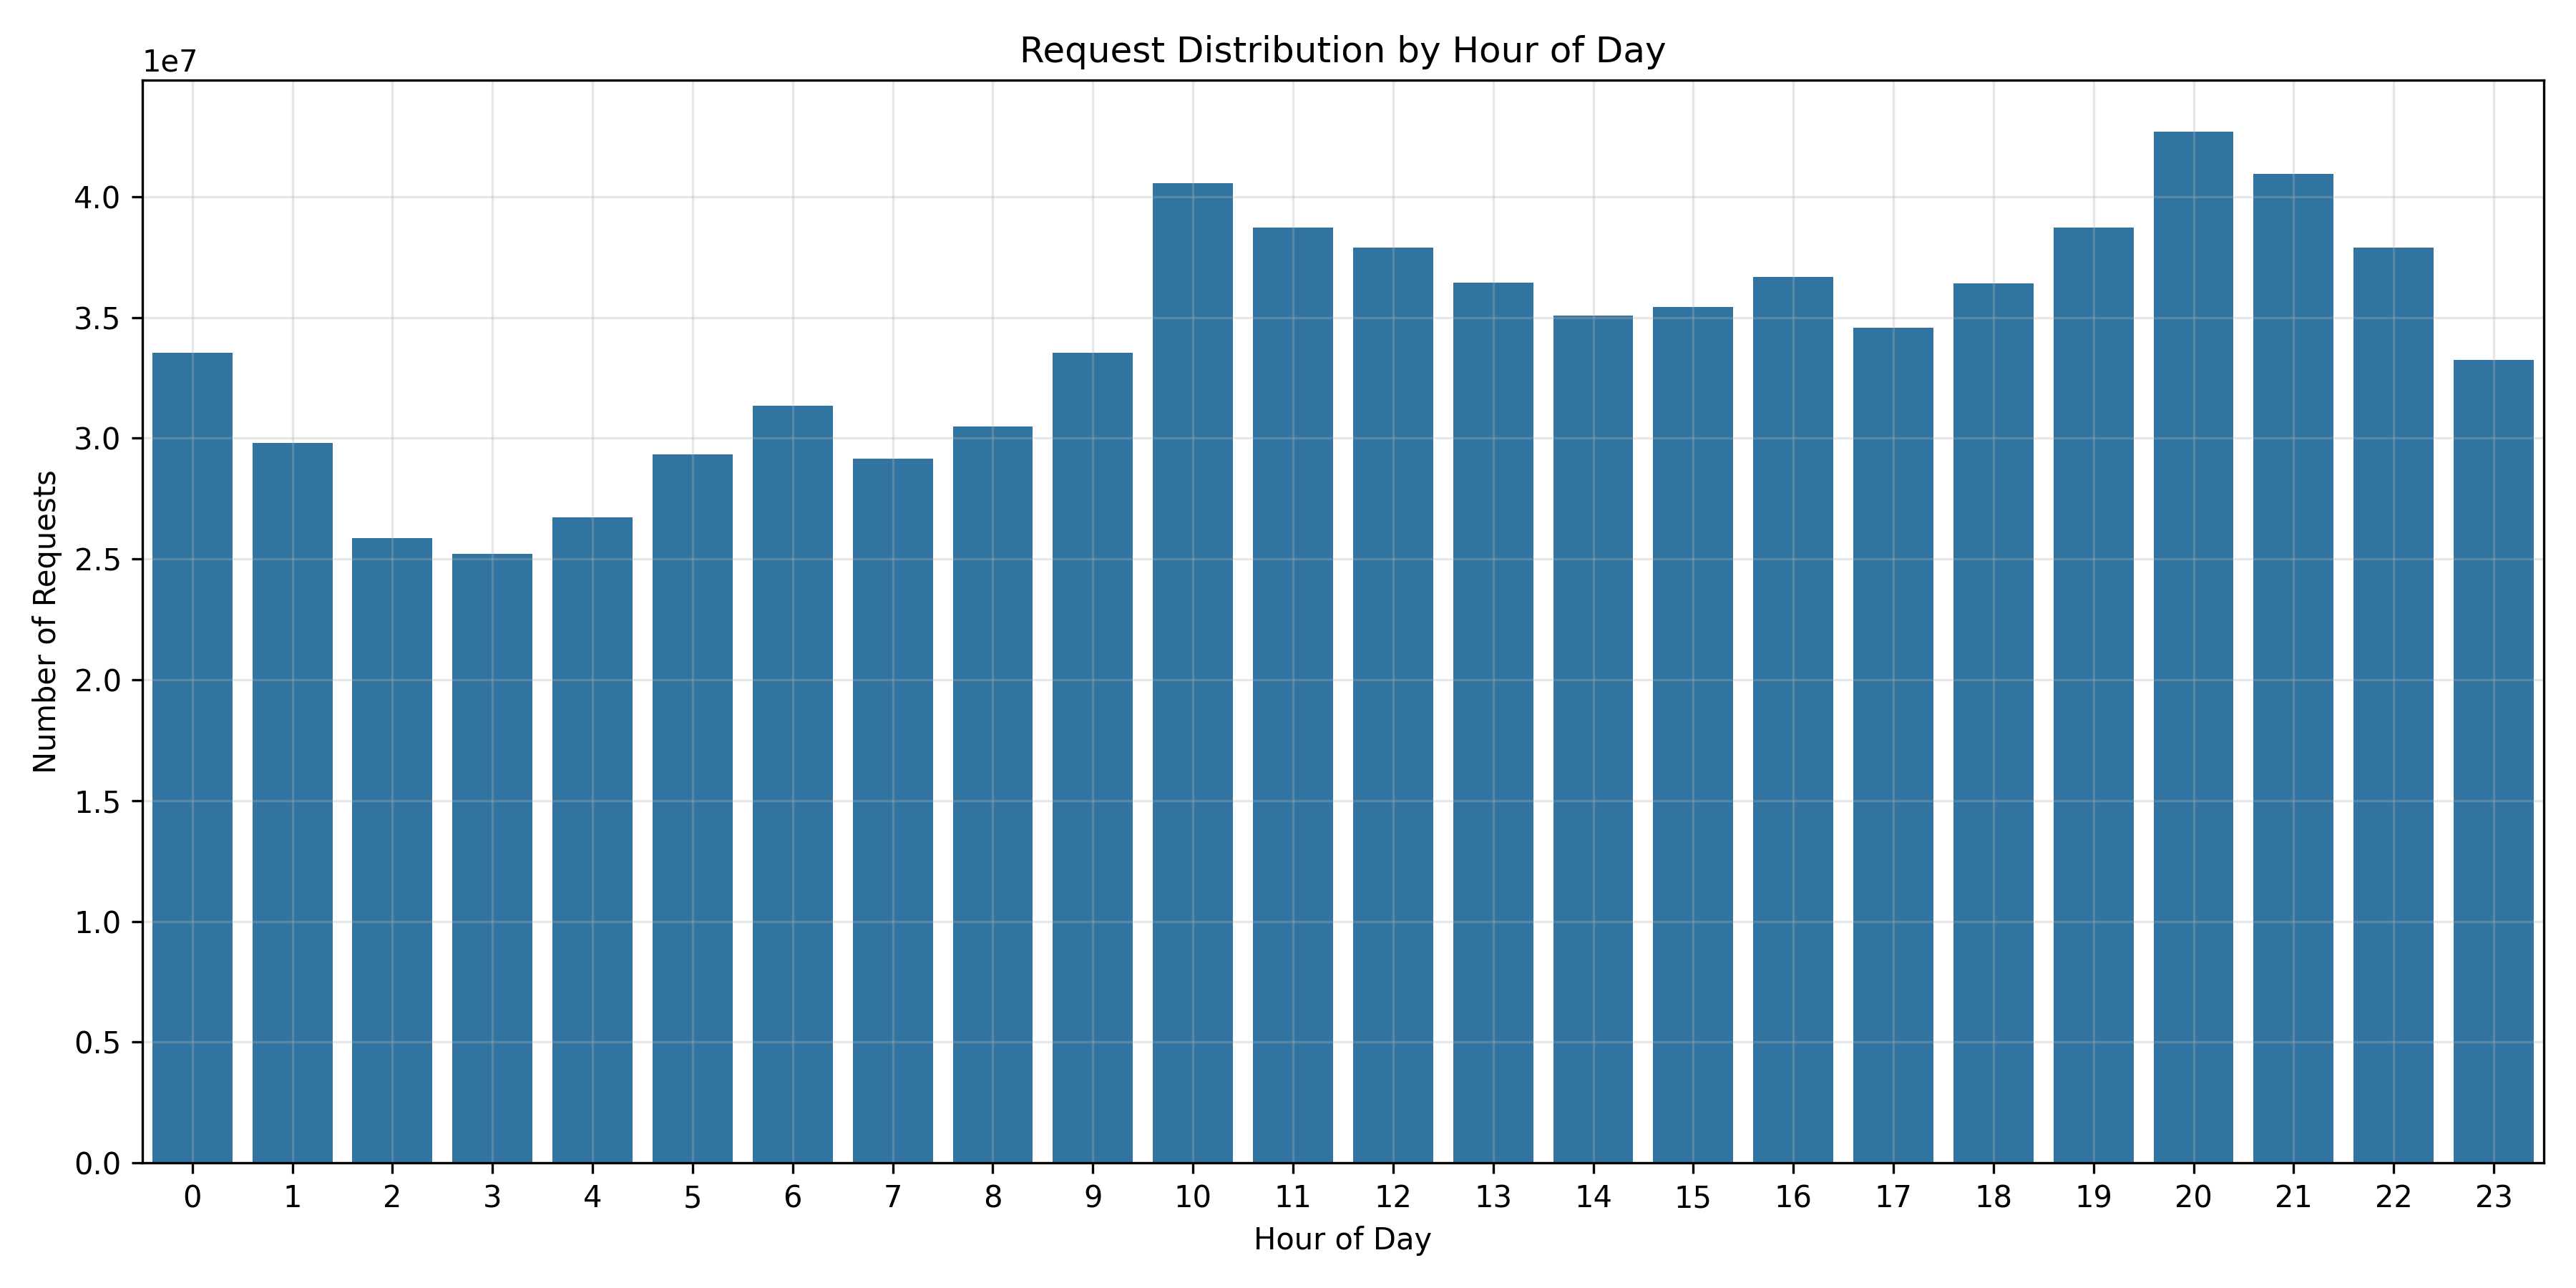 Request Distribution by Hour of Day
1e7
4.0
3.5
3.0
2.5
2.0
1.5
1.0
0.5
0.0
Number of Requests
0 1 2 3 4 5 6 7 8 9 10 11 12 13 14 15 16 17 18 19 20 21 22 23
Hour of Day